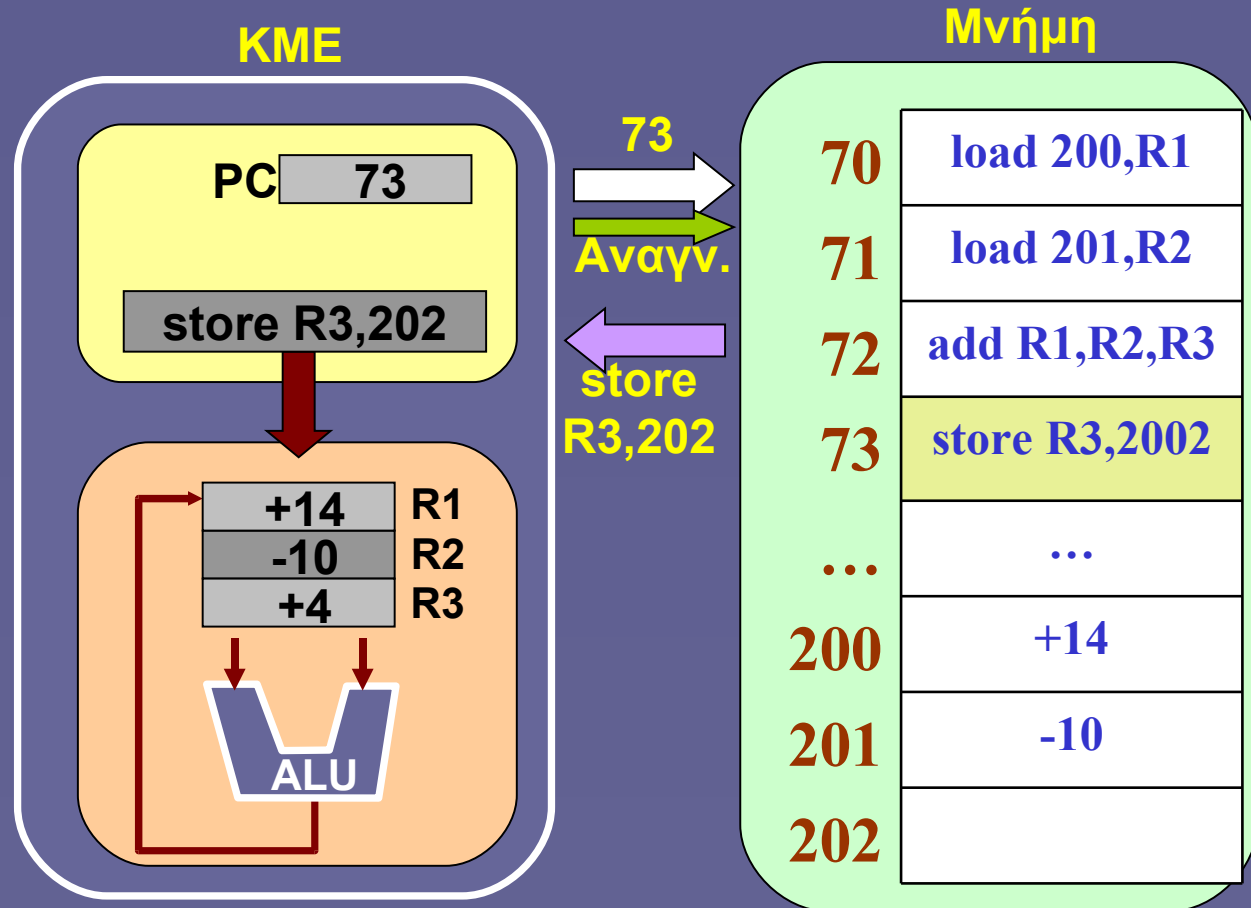 ΚΜΕ
PC 73
store R3,202
+14 R1
-10 R2
+4 R3
ALU
73
Αναγν.
store
R3,202
Μνήμη
70 load 200,R1
71 load 201,R2
72 add R1,R2,R3
73 store R3,2002
... …
200 +14
201 -10
202